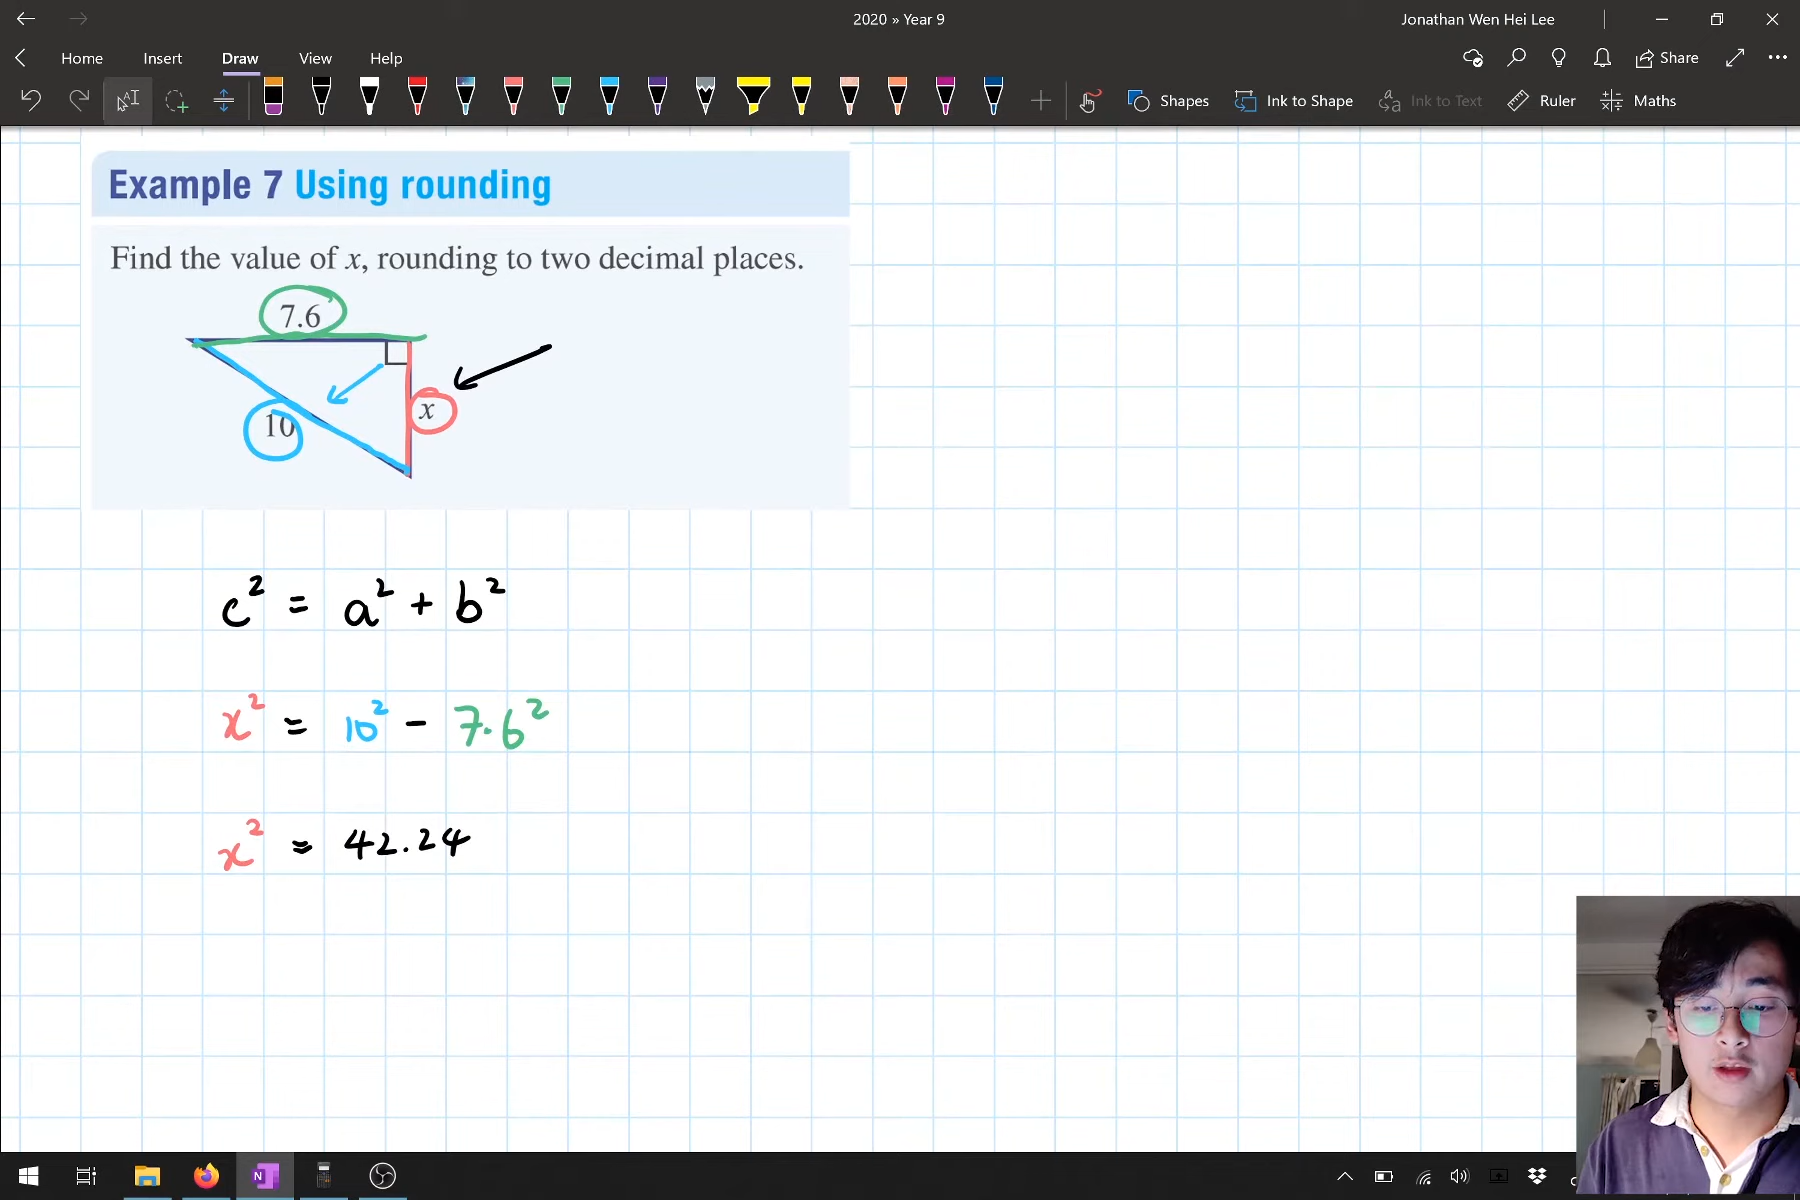 2020 » Year 9
Jonathan Wen Hei Lee
Home Insert Draw View Help
Share
Shapes Ink to Shape Ink to Text Ruler Maths
Example 7 Using rounding
Find the value of x, rounding to two decimal places.
7.6
x
10
c² = a² + b²
x² = 10² - 7.6²
x² = 42.24